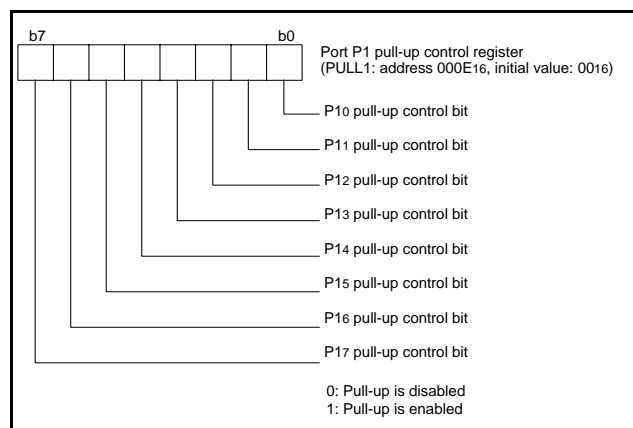 b7 b0
Port P1 pull-up control register
(PULL1: address 000E16, initial value: 0016)
P10 pull-up control bit
P11 pull-up control bit
P12 pull-up control bit
P13 pull-up control bit
P14 pull-up control bit
P15 pull-up control bit
P16 pull-up control bit
P17 pull-up control bit
0: Pull-up is disabled
1: Pull-up is enabled